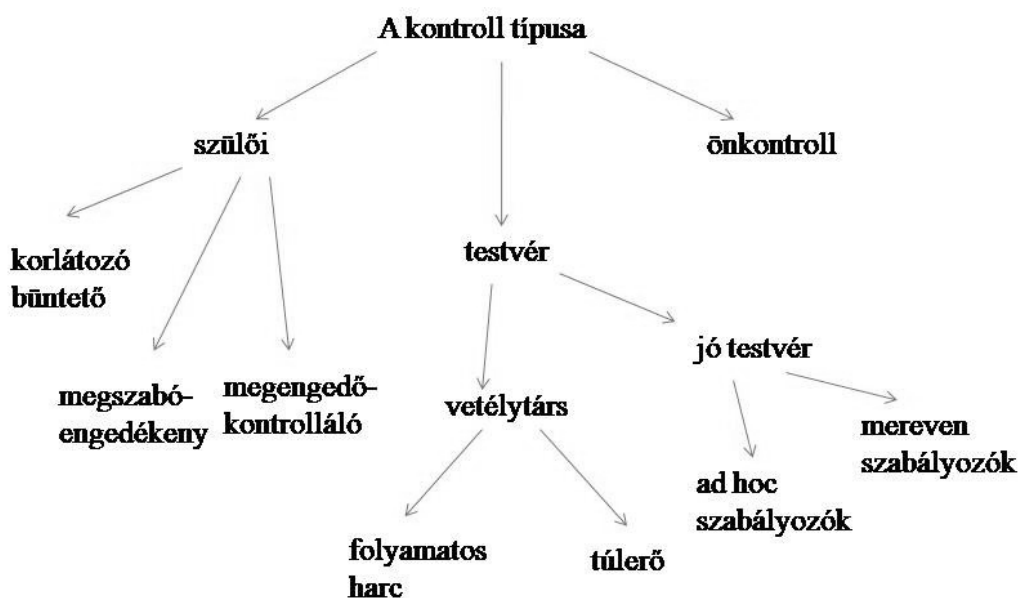 A kontroll típusa
szülői
önkontroll
testvér
korlátozó
büntető
jó testvér
megszabó-
engedékeny
megengedő-
kontrolláló
vetélytárs
mereven
szabályozók
ad hoc
szabályozók
folyamatos
harc
túlerő